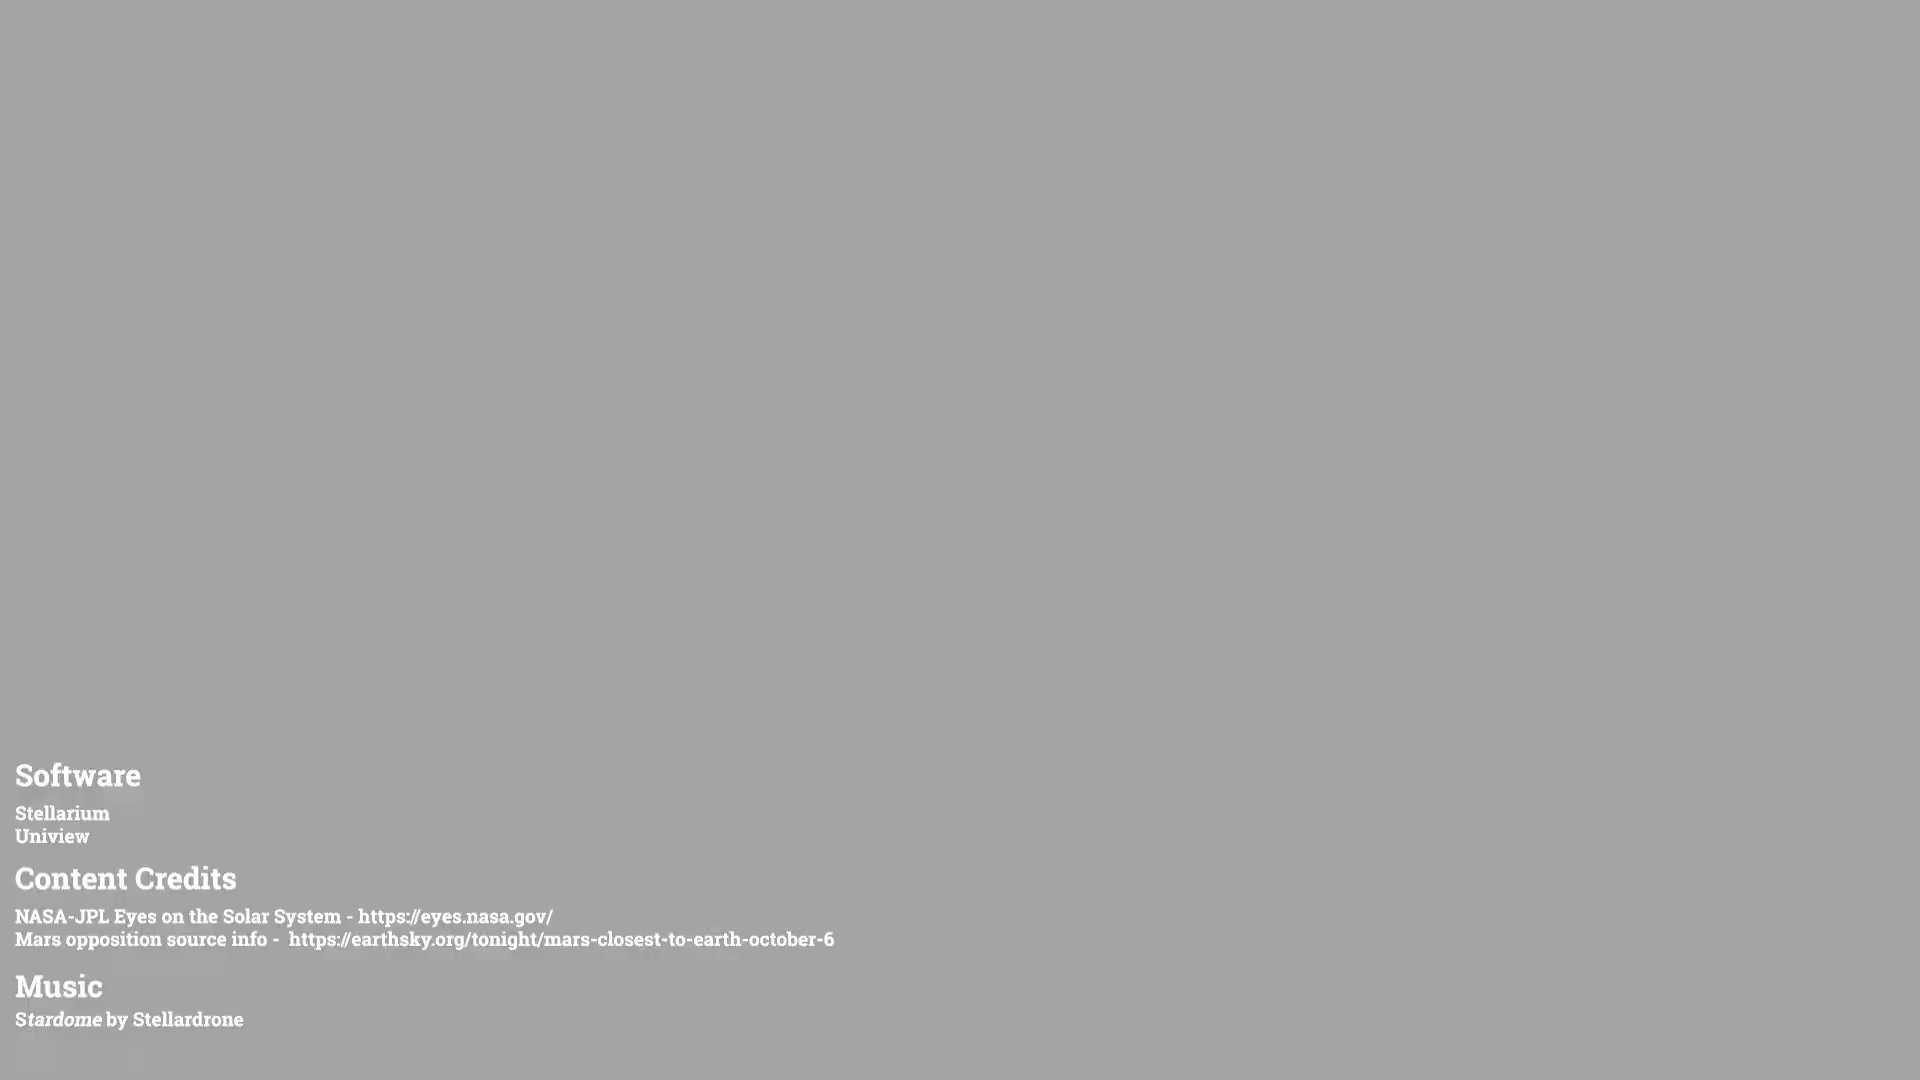 Software
Stellarium
Uniview
Content Credits
NASA-JPL Eyes on the Solar System - https://eyes.nasa.gov/
Mars opposition source info -  https://earthsky.org/tonight/mars-closest-to-earth-october-6
Music
Stardome by Stellardrone